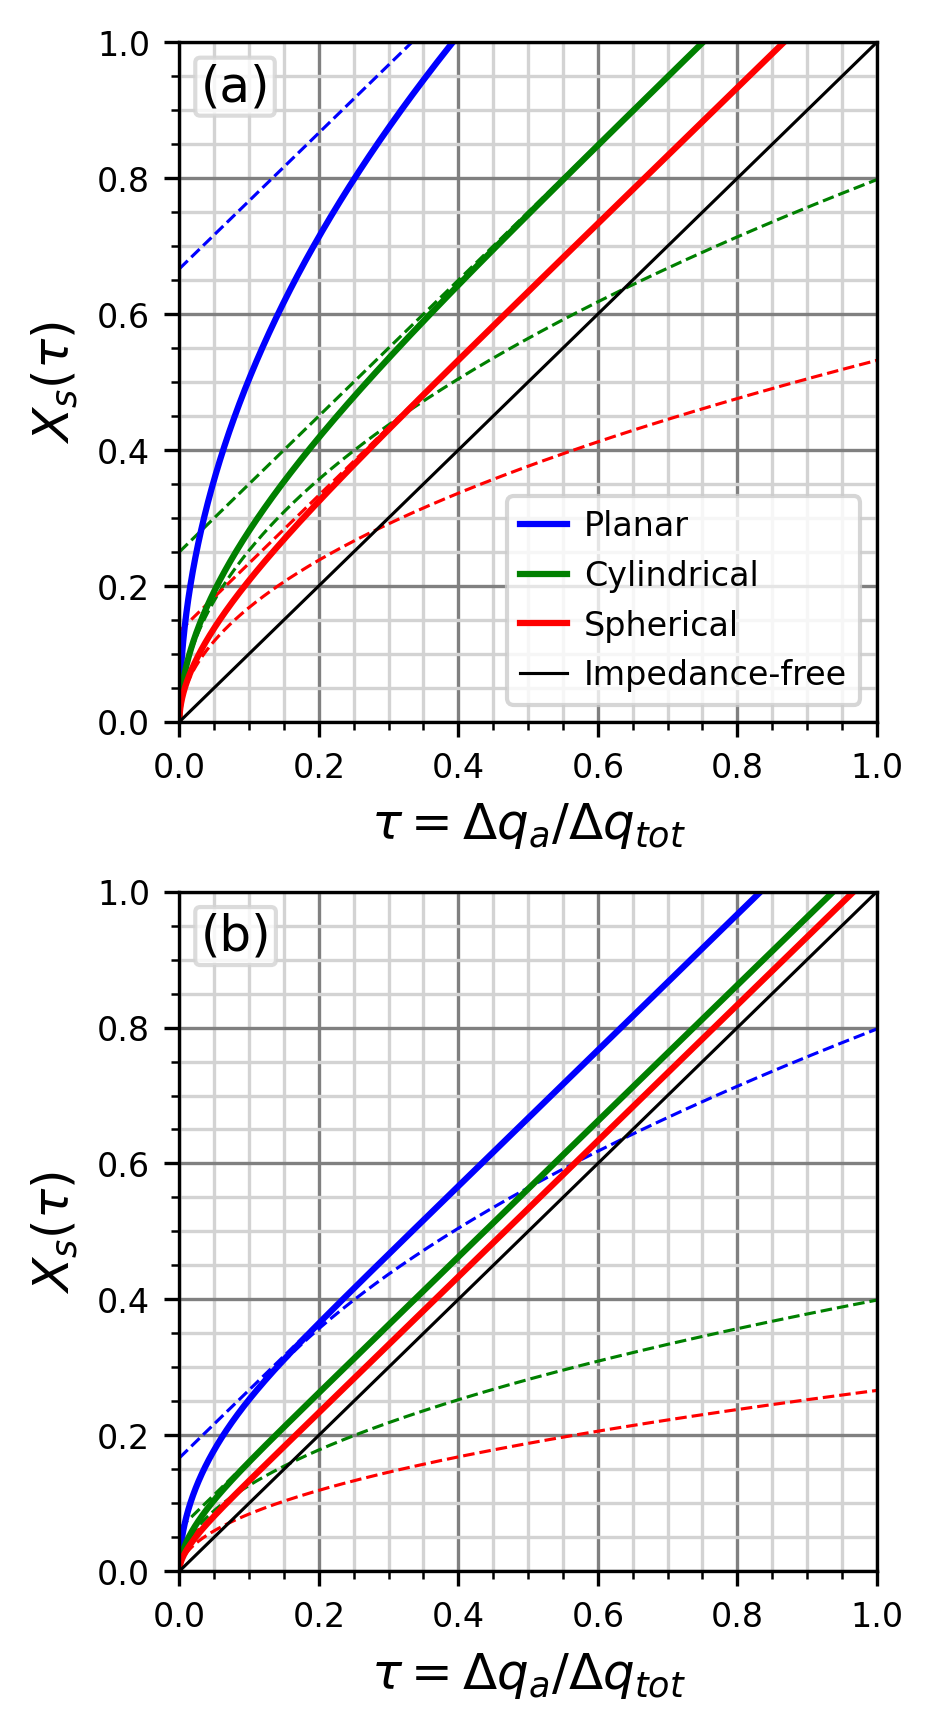 (a)
1.0
0.8
0.6
0.4
0.2
0.0
X_s(τ)
Planar
Cylindrical
Spherical
Impedance-free
0.0 0.2 0.4 0.6 0.8 1.0
τ = Δq_a/Δq_tot
(b)
1.0
0.8
0.6
0.4
0.2
0.0
X_s(τ)
0.0 0.2 0.4 0.6 0.8 1.0
τ = Δq_a/Δq_tot